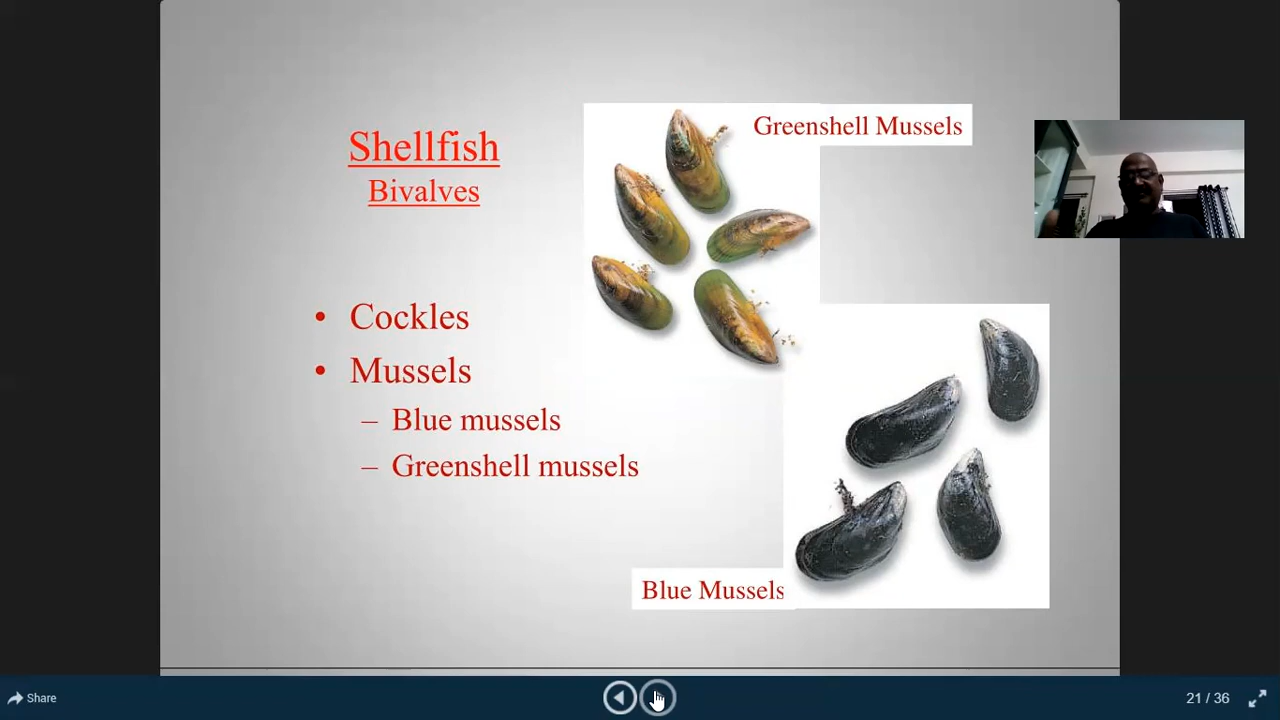 Shellfish
Bivalves
Greenshell Mussels
• Cockles
• Mussels
– Blue mussels
– Greenshell mussels
Blue Mussels
Share
21 / 36